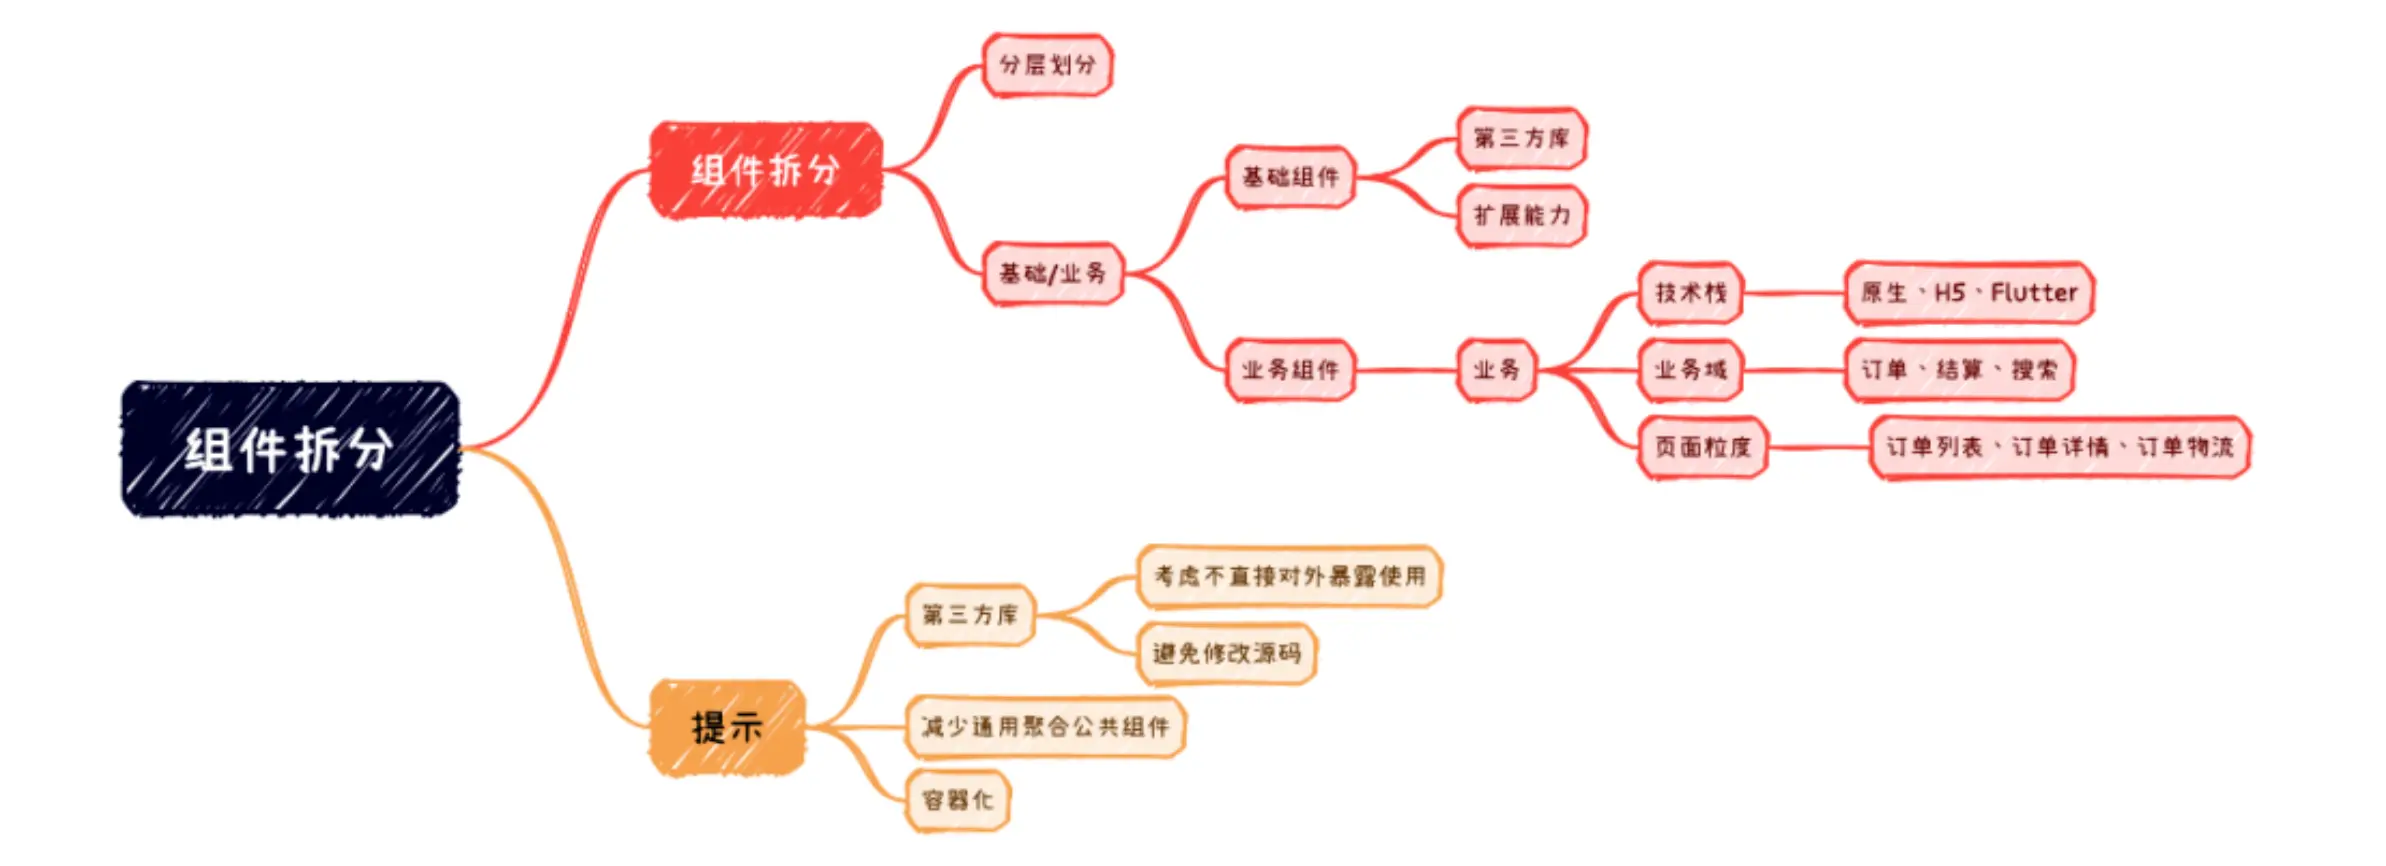 组件拆分
组件拆分
分层划分
基础/业务
基础组件
第三方库
扩展能力
业务组件
业务
技术栈
原生、H5、Flutter
业务域
订单、结算、搜索
页面粒度
订单列表、订单详情、订单物流
提示
第三方库
考虑不直接对外暴露使用
避免修改源码
减少通用聚合公共组件
容器化